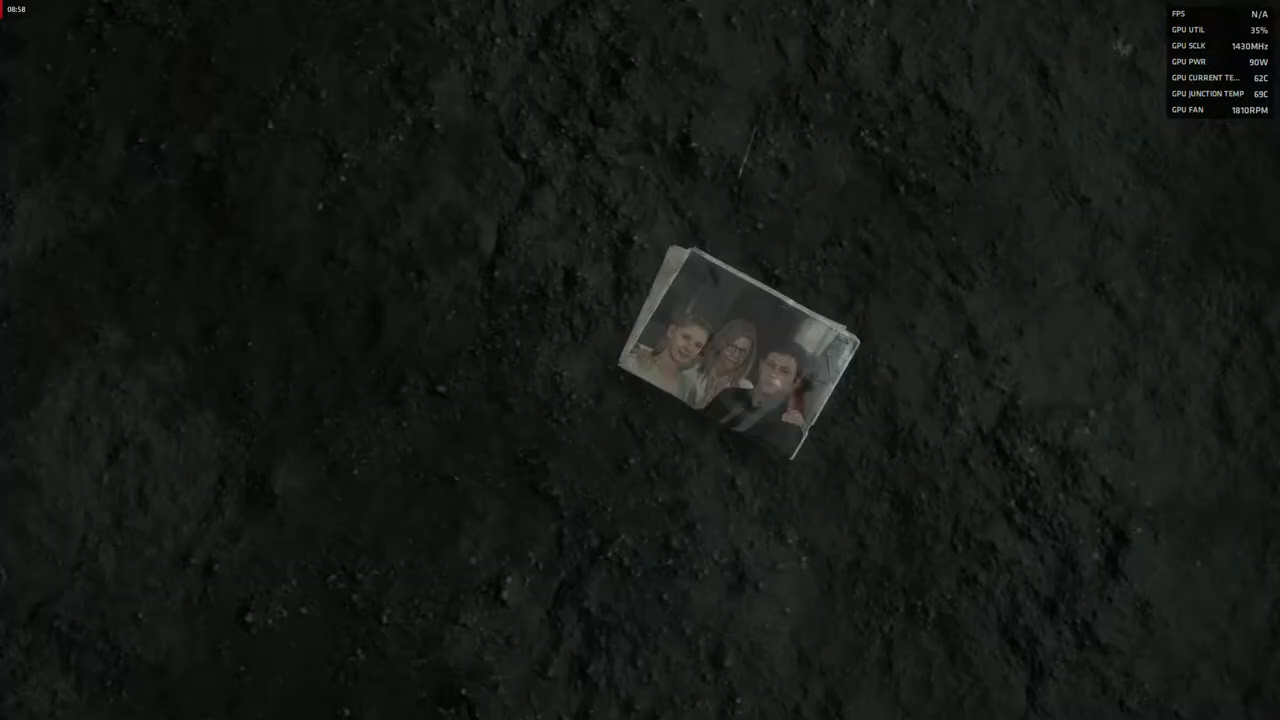 08:58
FPS N/A
GPU UTIL 35%
GPU SCLK 1430MHz
GPU PWR 90W
GPU CURRENT TE... 62C
GPU JUNCTION TEMP 69C
GPU FAN 1810RPM